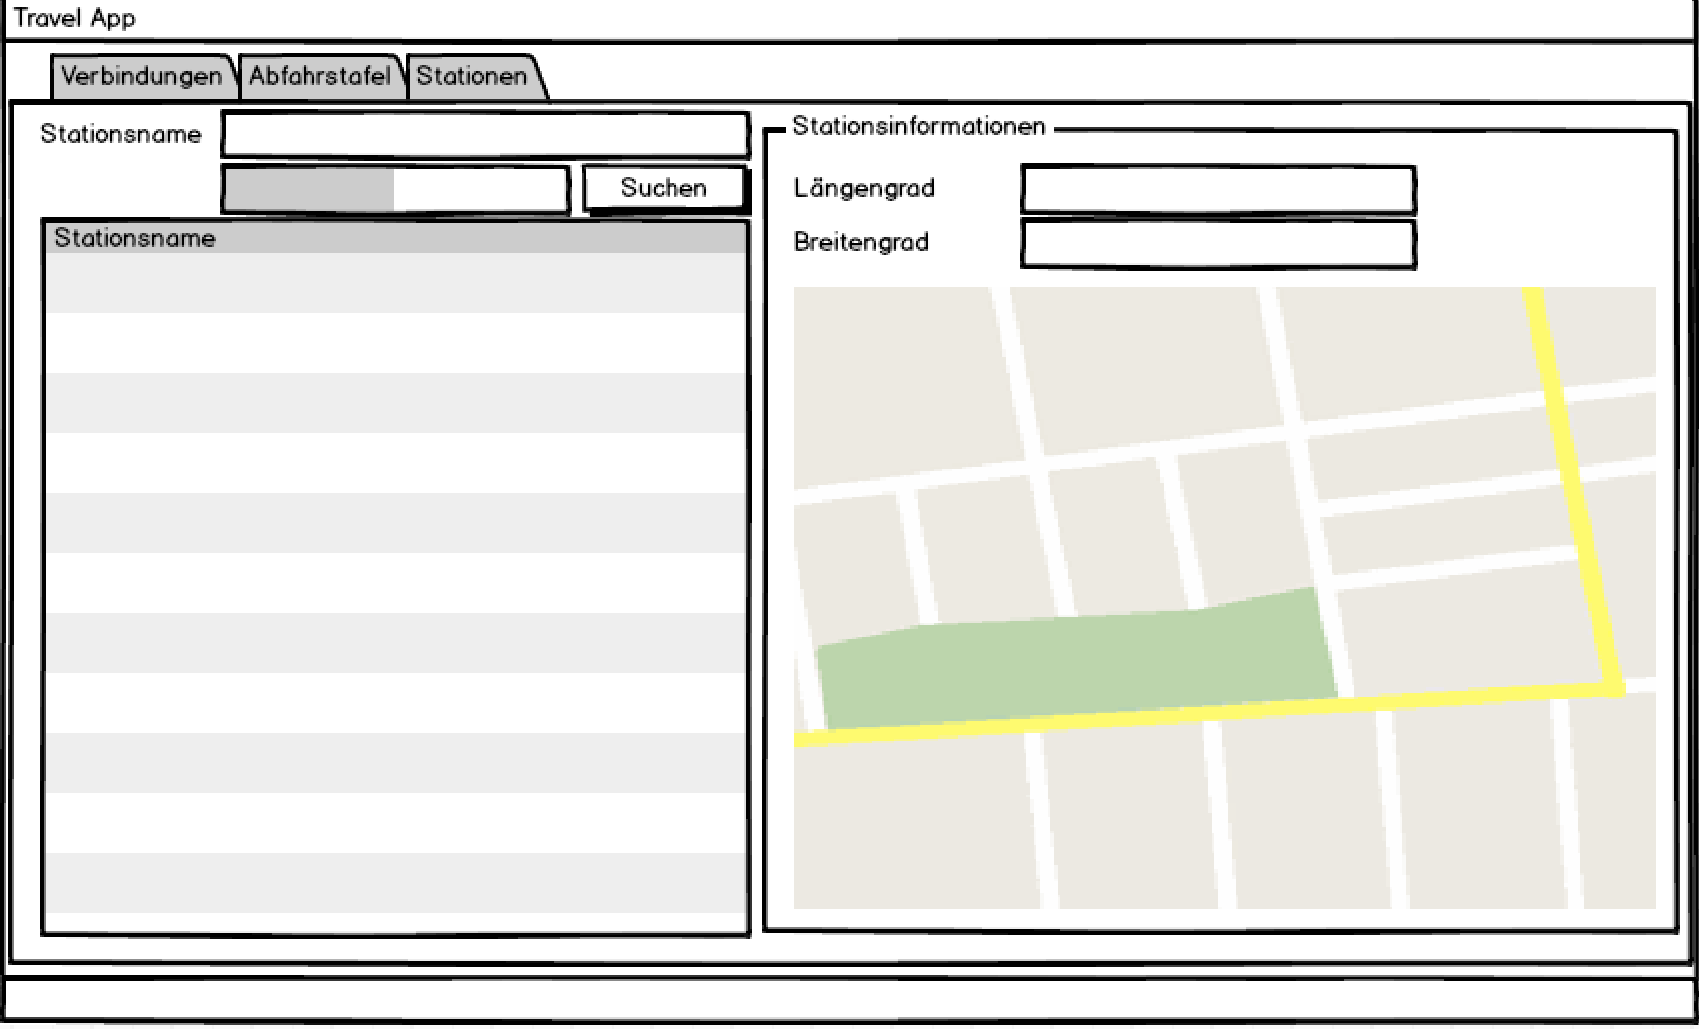 Travel App
Verbindungen Abfahrstafel Stationen
Stationsname
Suchen
Stationsname
Stationsinformationen
Längengrad
Breitengrad